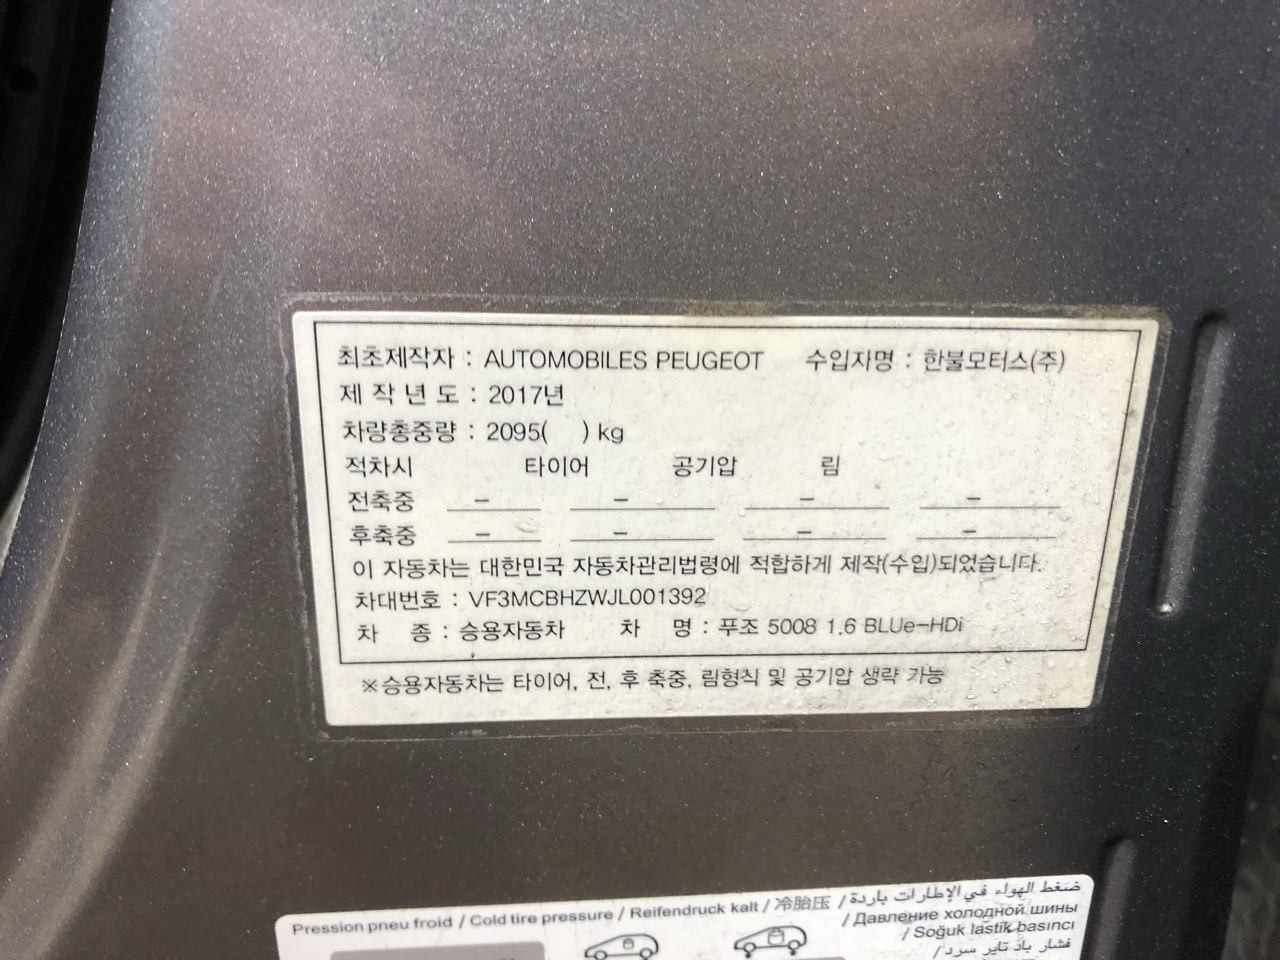 최초제작자 : AUTOMOBILES PEUGEOT 수입자명 : 한불모터스(주)
제 작 년 도 : 2017년
차량총중량 : 2095( ) kg
적차시 타이어 공기압 림
전축중 – – – –
후축중 – – – –
이 자동차는 대한민국 자동차관리법령에 적합하게 제작(수입)되었습니다.
차대번호 : VF3MCBHZWJL001392
차 종 : 승용자동차 차 명 : 푸조 5008 1.6 BLUe-HDi
※승용자동차는 타이어, 전, 후 축중, 림형식 및 공기압 생략 가능
Pression pneu froid / Cold tire pressure / Reifendruck kalt / 冷胎压 / ضغط الهواء في الإطارات باردة
/ Давление холодной шины
/ Soğuk lastik basıncı
/ فشار باد تایر سرد